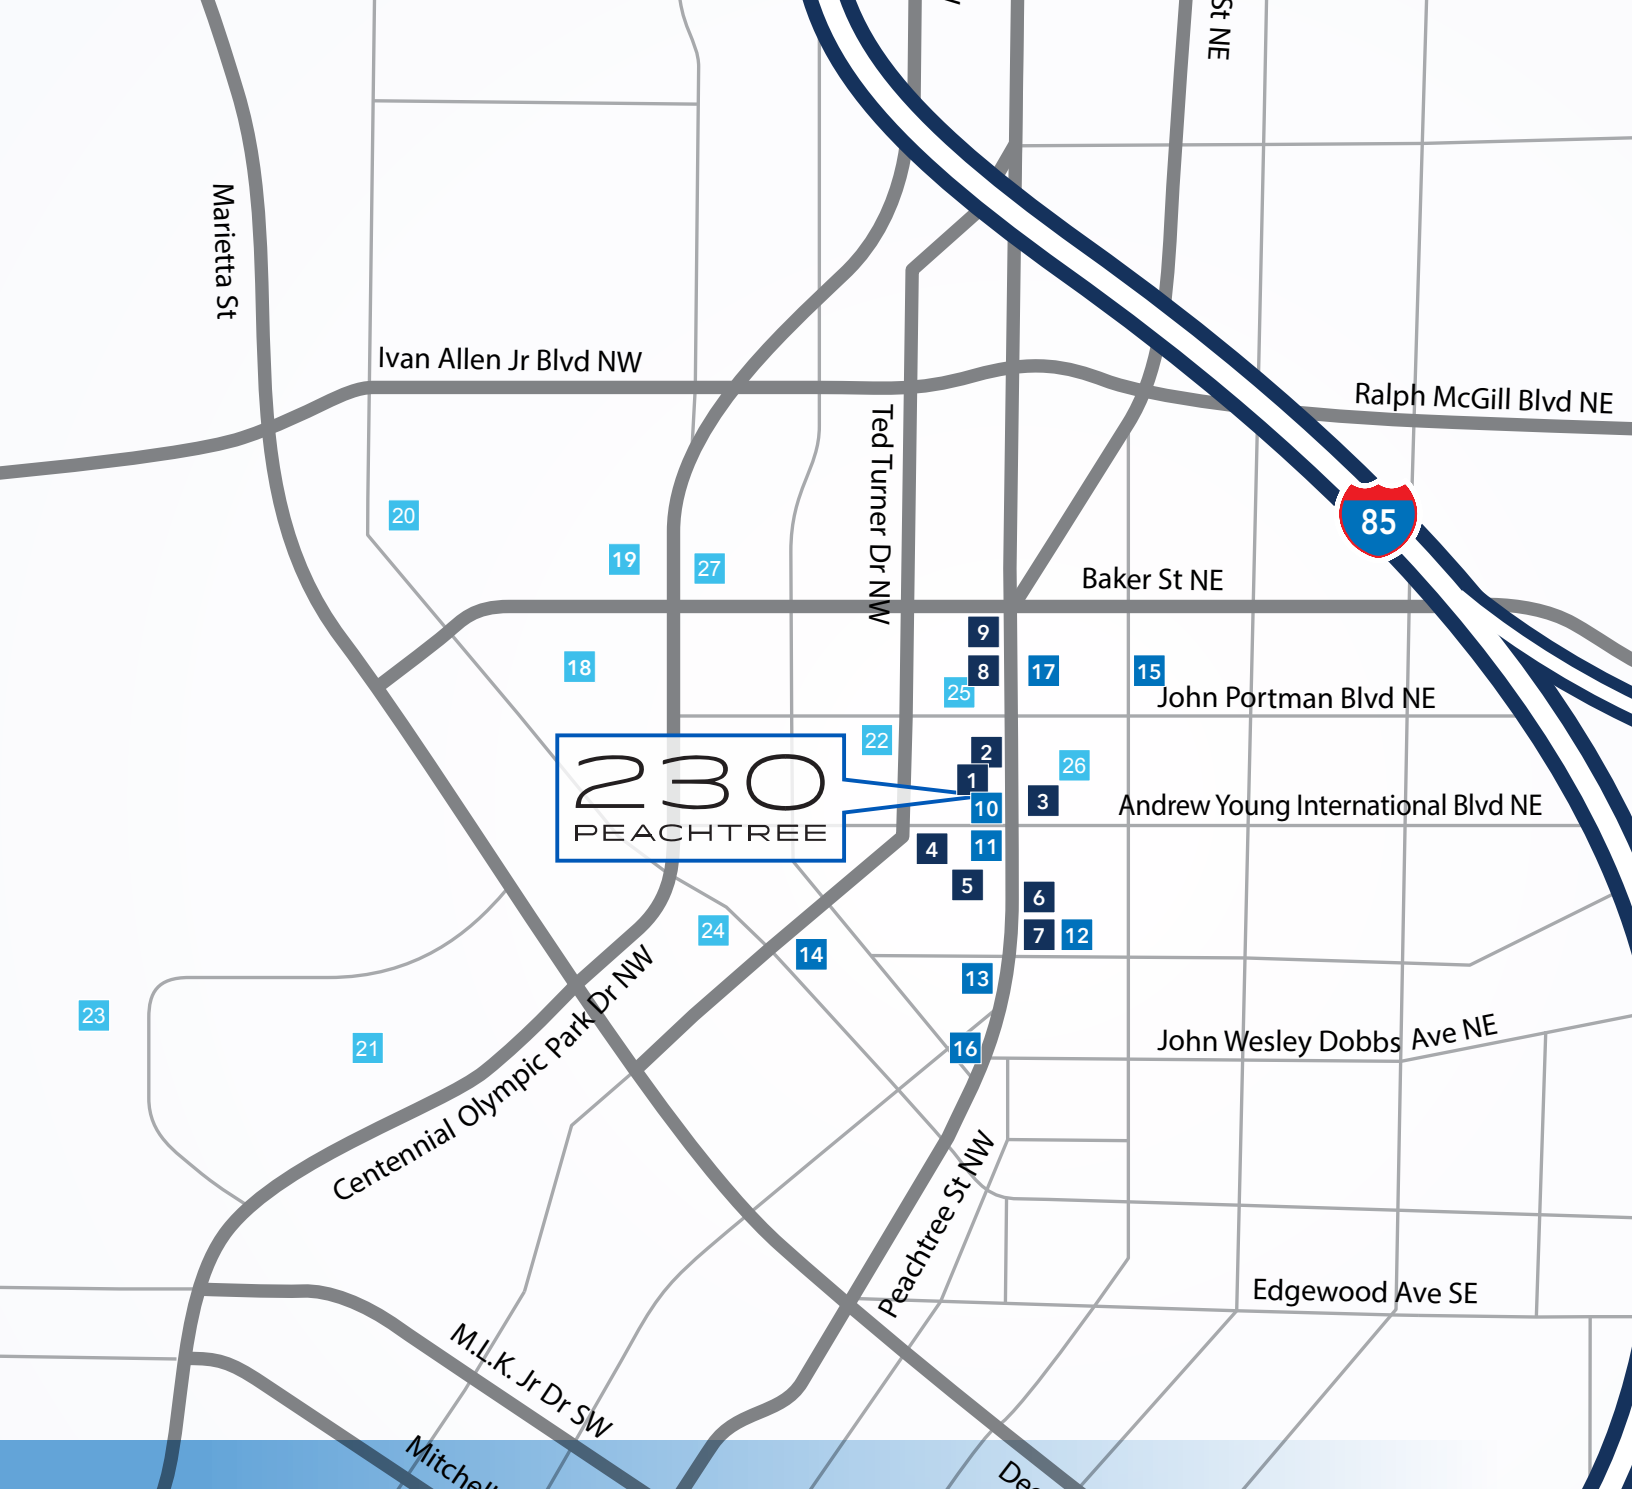 St NE
Marietta St
Ivan Allen Jr Blvd NW
Ralph McGill Blvd NE
Ted Turner Dr NW
85
20
19
27
Baker St NE
9
18
8
17
15
25
John Portman Blvd NE
22
2
26
230
PEACHTREE
1
10
3
Andrew Young International Blvd NE
4
11
5
6
24
7
12
14
13
23
21
16
Centennial Olympic Park Dr NW
John Wesley Dobbs Ave NE
Peachtree St NW
Edgewood Ave SE
M.L.K. Jr Dr SW